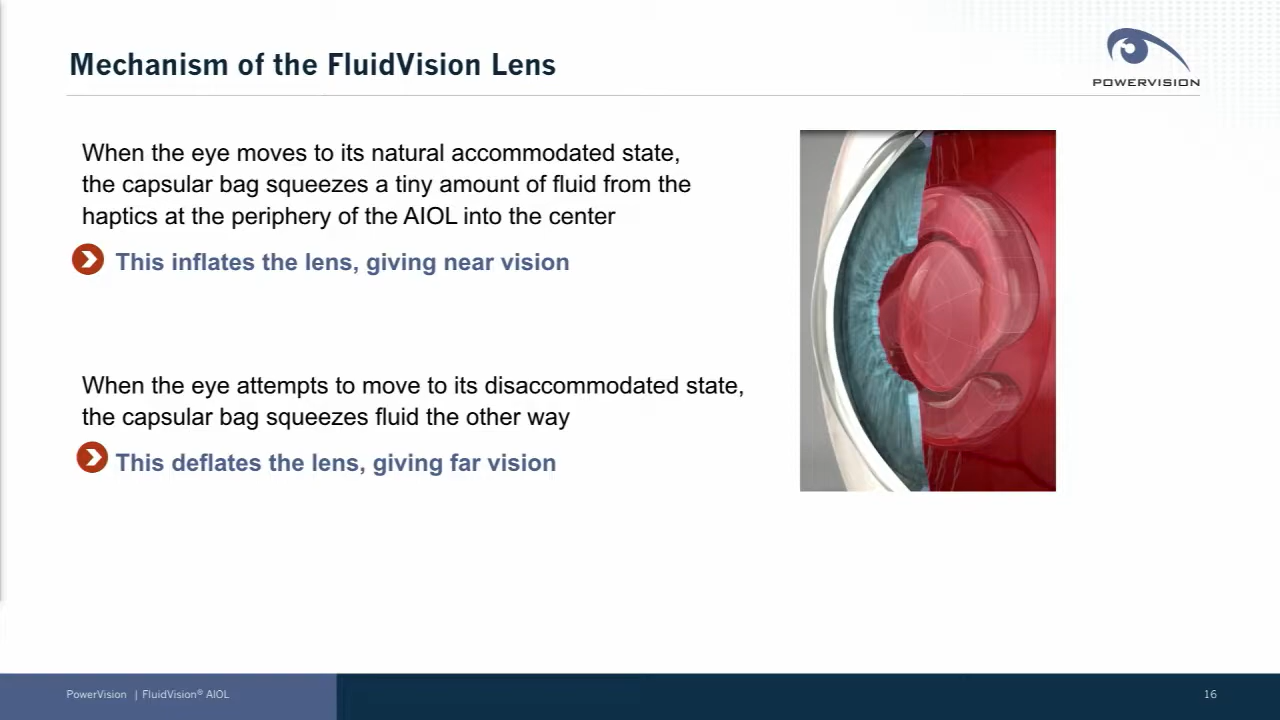 Mechanism of the FluidVision Lens
POWERVISION
When the eye moves to its natural accommodated state,
the capsular bag squeezes a tiny amount of fluid from the
haptics at the periphery of the AIOL into the center
This inflates the lens, giving near vision
When the eye attempts to move to its disaccommodated state,
the capsular bag squeezes fluid the other way
This deflates the lens, giving far vision
PowerVision | FluidVision® AIOL
16